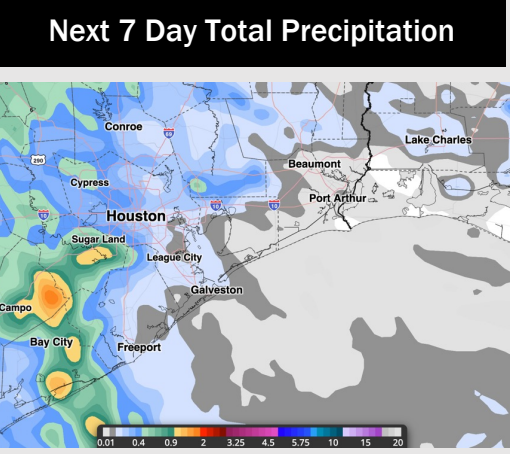 Next 7 Day Total Precipitation
Conroe
Lake Charles
290
Beaumont
Cypress
Port Arthur
10
10
10
Houston
Sugar Land
League City
Galveston
Campo
Bay City
Freeport
0.01 0.4 0.9 2 3.25 4.5 5.75 10 15 20